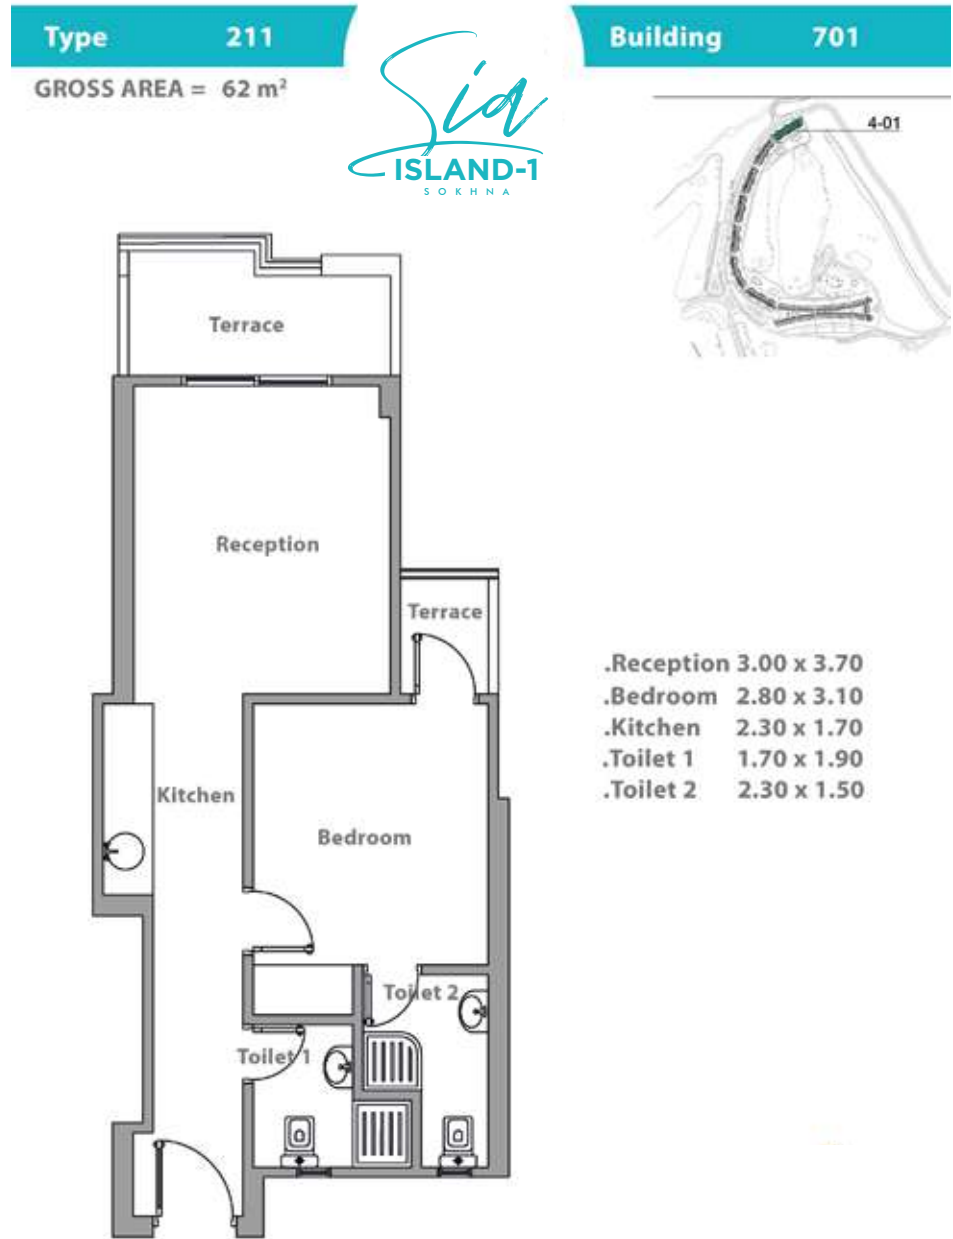 Type 211
Building 701
GROSS AREA = 62 m²
Sia
ISLAND-1
SOKHNA
4-01
Terrace
Reception
Terrace
.Reception 3.00 x 3.70
.Bedroom 2.80 x 3.10
.Kitchen 2.30 x 1.70
.Toilet 1 1.70 x 1.90
.Toilet 2 2.30 x 1.50
Kitchen
Bedroom
Toilet 2
Toilet 1